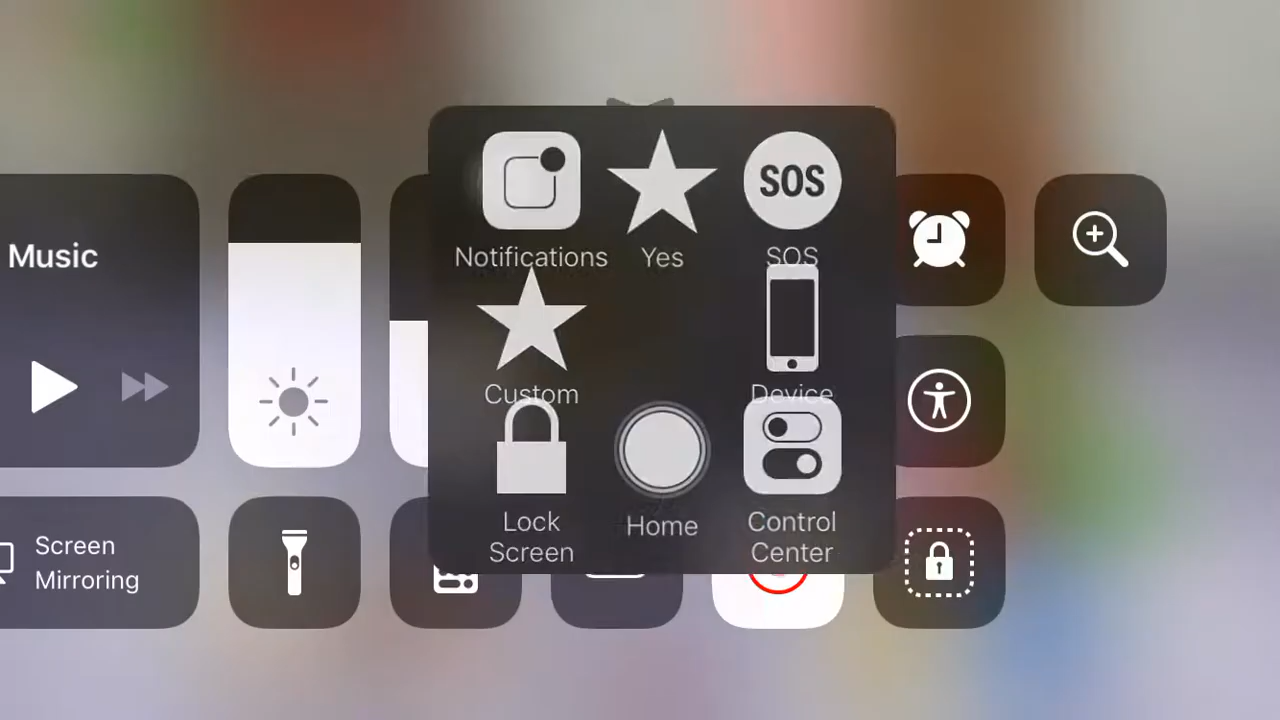 Music
Screen
Mirroring
Notifications
Yes
SOS
SOS
Custom
Device
Lock
Screen
Home
Control
Center